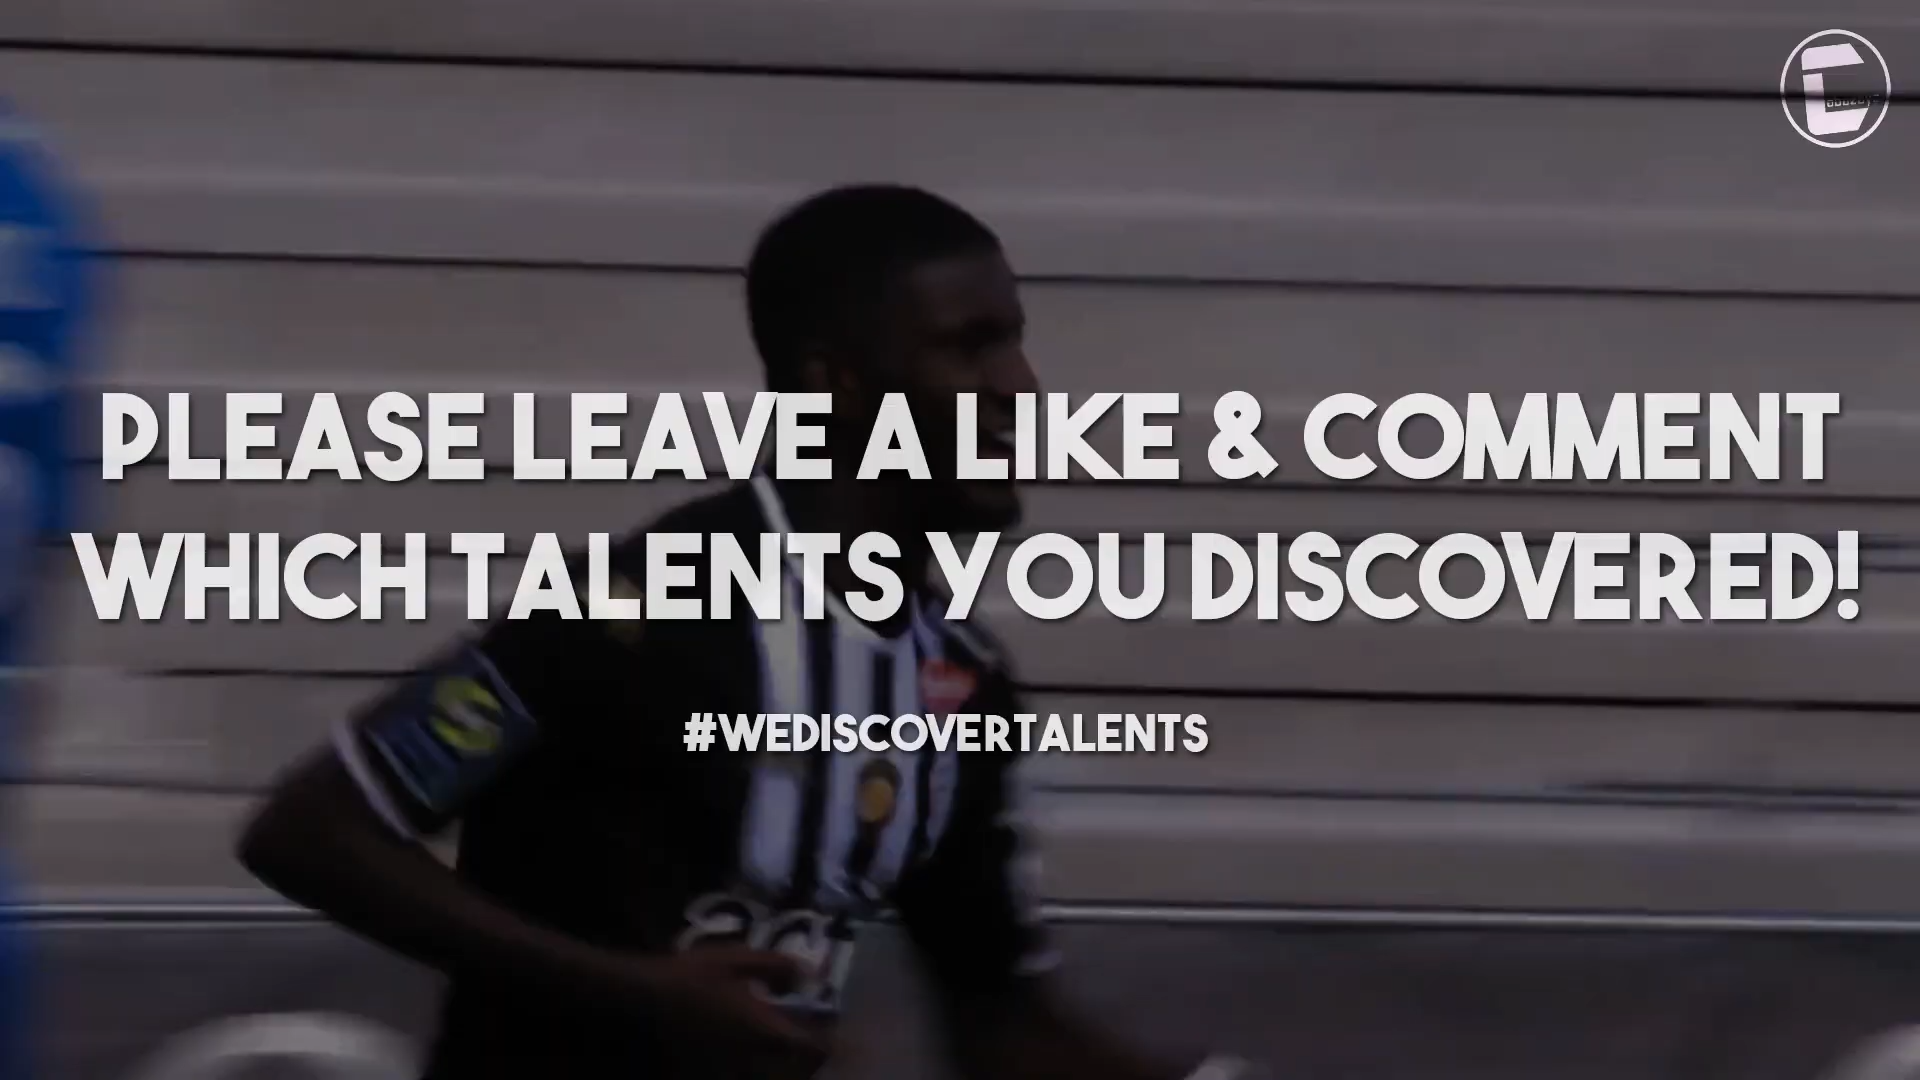 PLEASE LEAVE A LIKE & COMMENT
WHICH TALENTS YOU DISCOVERED!
#WEDISCOVERTALENTS